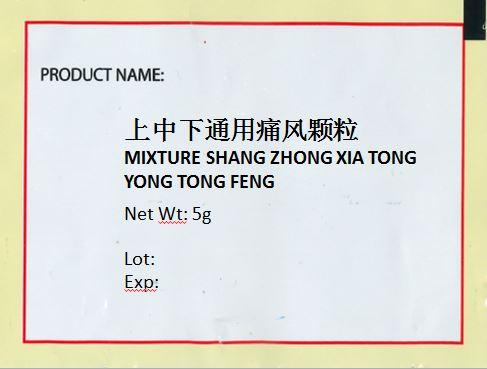 PRODUCT NAME:
上中下通用痛风颗粒
MIXTURE SHANG ZHONG XIA TONG
YONG TONG FENG
Net Wt: 5g
Lot:
Exp: